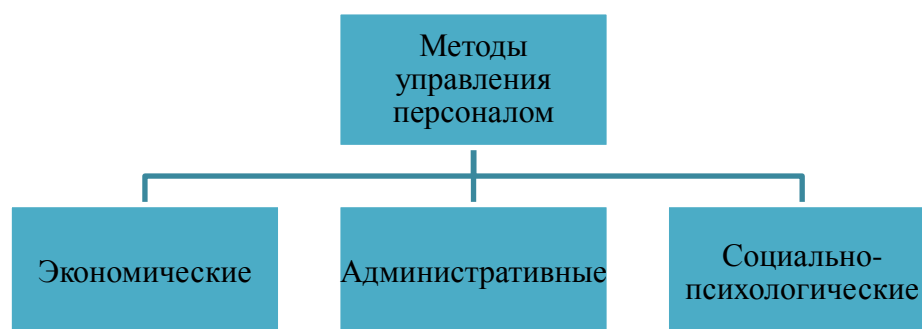 Методы
управления
персоналом
Экономические
Административные
Социально-
психологические